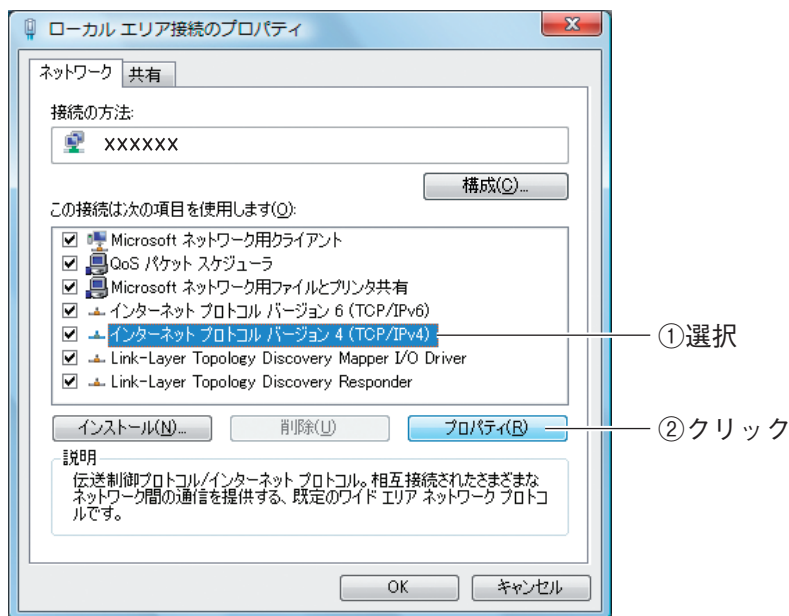 ローカル エリア接続のプロパティ
ネットワーク 共有
接続の方法:
XXXXXX
構成(C)...
この接続は次の項目を使用します(O):
Microsoft ネットワーク用クライアント
QoS パケット スケジューラ
Microsoft ネットワーク用ファイルとプリンタ共有
インターネット プロトコル バージョン 6 (TCP/IPv6)
インターネット プロトコル バージョン 4 (TCP/IPv4)
①選択
Link-Layer Topology Discovery Mapper I/O Driver
Link-Layer Topology Discovery Responder
インストール(N)... 削除(U) プロパティ(R)
②クリック
説明
伝送制御プロトコル/インターネット プロトコル。相互接続されたさまざまな
ネットワーク間の通信を提供する、既定のワイド エリア ネットワーク プロトコ
ルです。
OK キャンセル